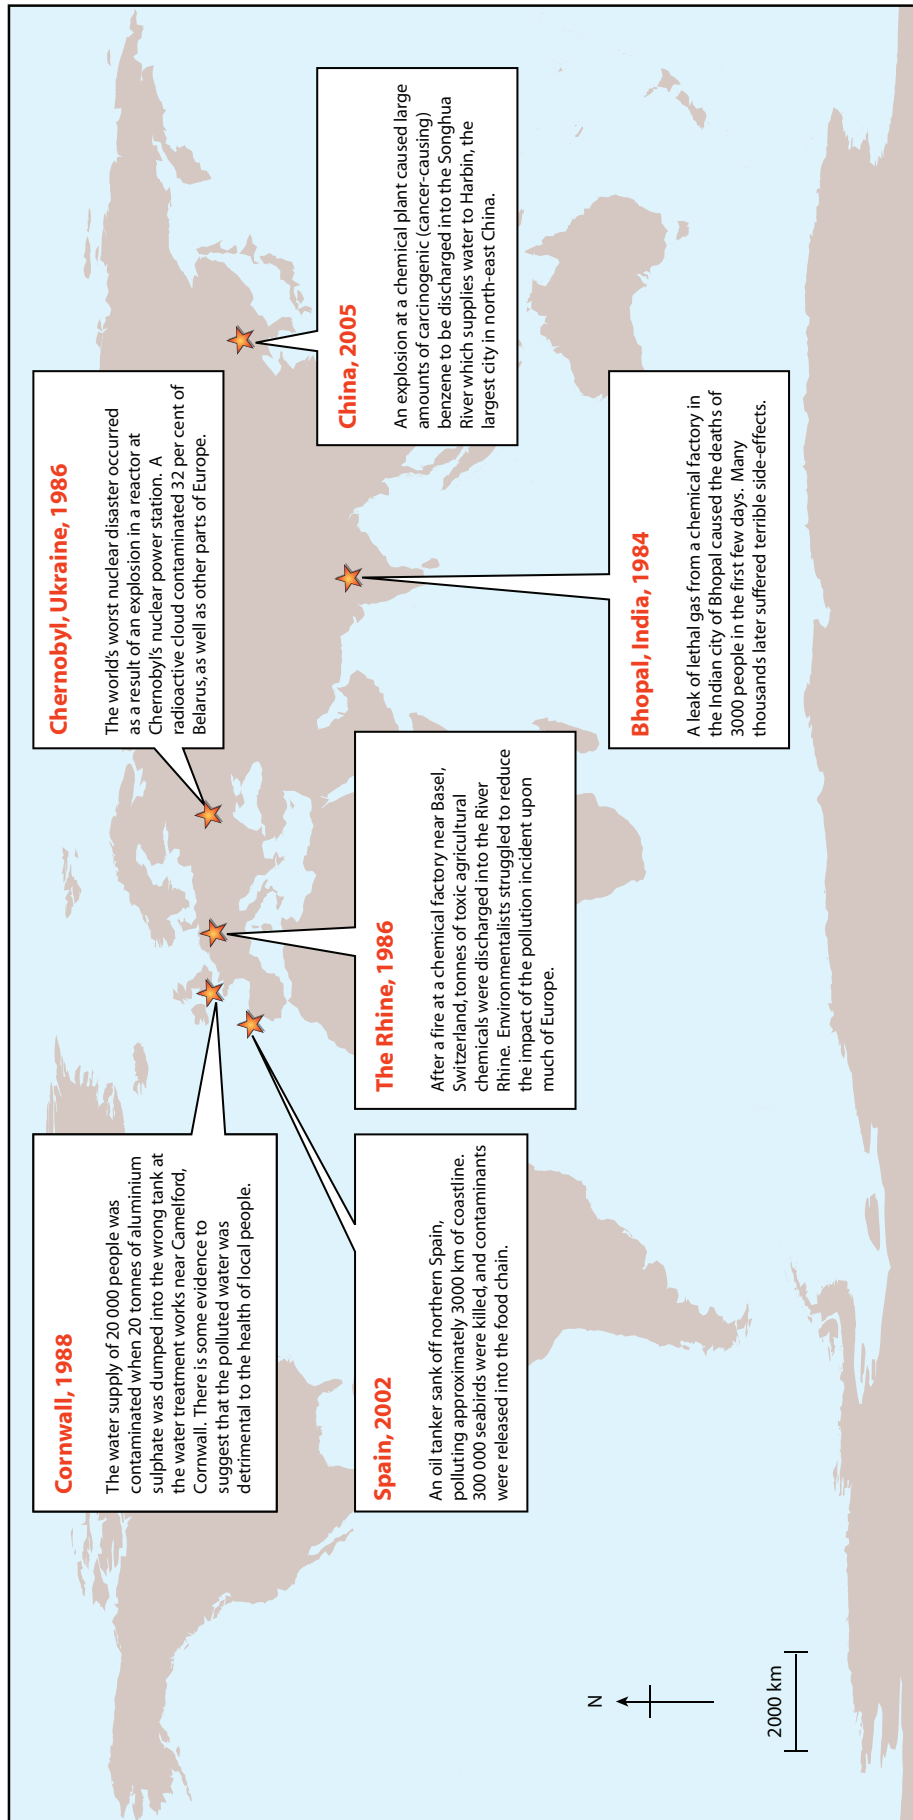 Cornwall, 1988
The water supply of 20 000 people was
contaminated when 20 tonnes of aluminium
sulphate was dumped into the wrong tank at
the water treatment works near Camelford,
Cornwall. There is some evidence to
suggest that the polluted water was
detrimental to the health of local people.
Chernobyl, Ukraine, 1986
The world's worst nuclear disaster occurred
as a result of an explosion in a reactor at
Chernobyl's nuclear power station. A
radioactive cloud contaminated 32 per cent of
Belarus, as well as other parts of Europe.
Spain, 2002
An oil tanker sank off northern Spain,
polluting approximately 3000 km of coastline.
300 000 seabirds were killed, and contaminants
were released into the food chain.
The Rhine, 1986
After a fire at a chemical factory near Basel,
Switzerland, tonnes of toxic agricultural
chemicals were discharged into the River
Rhine. Environmentalists struggled to reduce
the impact of the pollution incident upon
much of Europe.
China, 2005
An explosion at a chemical plant caused large
amounts of carcinogenic (cancer-causing)
benzene to be discharged into the Songhua
River which supplies water to Harbin, the
largest city in north-east China.
Bhopal, India, 1984
A leak of lethal gas from a chemical factory in
the Indian city of Bhopal caused the deaths of
3000 people in the first few days. Many
thousands later suffered terrible side-effects.
N
2000 km